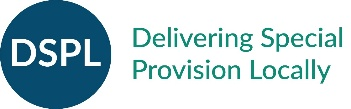 DSPL
Delivering Special
Provision Locally